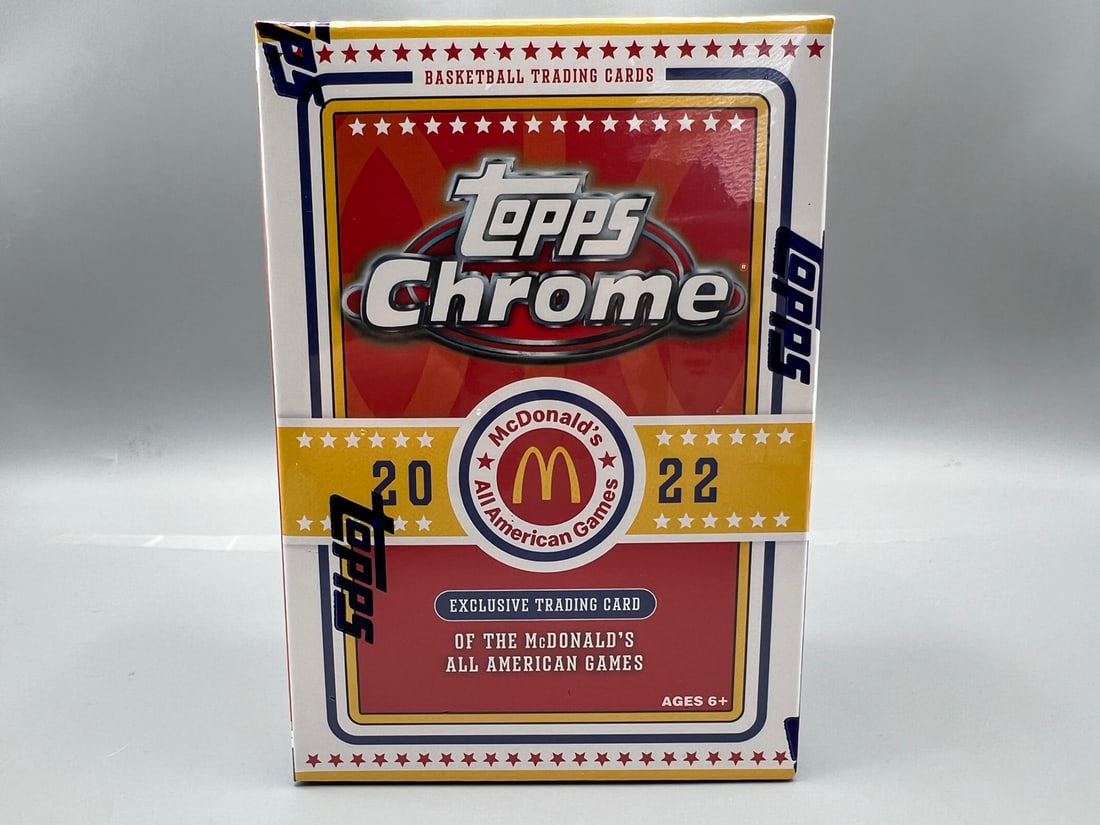 BASKETBALL TRADING CARDS
topps
Chrome
®
McDonald's
All American Games
20 22
EXCLUSIVE TRADING CARD
OF THE McDONALD'S
ALL AMERICAN GAMES
AGES 6+
topps
topps